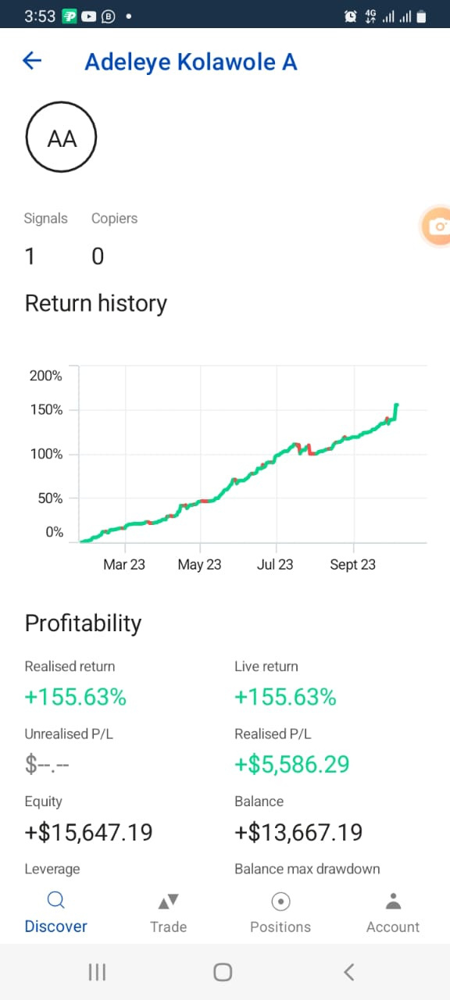 3:53 4G
Adeleye Kolawole A
AA
Signals Copiers
1 0
Return history
200%
150%
100%
50%
0%
Mar 23 May 23 Jul 23 Sept 23
Profitability
Realised return Live return
+155.63% +155.63%
Unrealised P/L Realised P/L
$--.-- +$5,586.29
Equity Balance
+$15,647.19 +$13,667.19
Leverage Balance max drawdown
Discover Trade Positions Account